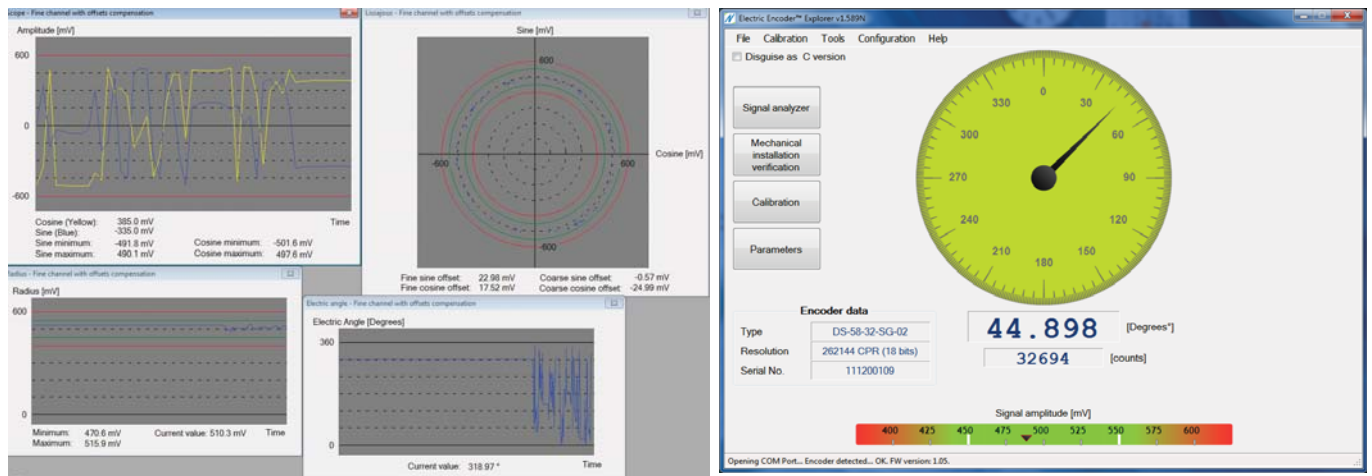 Scope - Fine channel with offsets compensation
Amplitude [mV]
600
0
-600
Cosine (Yellow): 385.0 mV Time
Sine (Blue): -335.0 mV
Sine minimum: -491.8 mV Cosine minimum: -501.6 mV
Sine maximum: 490.1 mV Cosine maximum: 497.6 mV
Lissajous - Fine channel with offsets compensation
Sine [mV]
600
Cosine [mV]
-600 600
-600
Fine sine offset: 22.98 mV Coarse sine offset: -0.57 mV
Fine cosine offset: 17.52 mV Coarse cosine offset: -24.99 mV
Radius - Fine channel with offsets compensation
Radius [mV]
600
0
Minimum: 470.6 mV Current value: 510.3 mV Time
Maximum: 515.9 mV
Electric angle - Fine channel with offsets compensation
Electric Angle [Degrees]
360
0
Current value: 318.97 ° Time
Electric Encoder™ Explorer v1.589N
File Calibration Tools Configuration Help
Disguise as C version
Signal analyzer
Mechanical
installation
verification
Calibration
Parameters
0
330 30
300 60
270 90
240 120
210 150
180
Encoder data
Type DS-58-32-SG-02
Resolution 262144 CPR (18 bits)
Serial No. 111200109
44.898 [Degrees°]
32694 [counts]
Signal amplitude [mV]
400 425 450 475 500 525 550 575 600
Opening COM Port... Encoder detected... OK. FW version: 1.05.